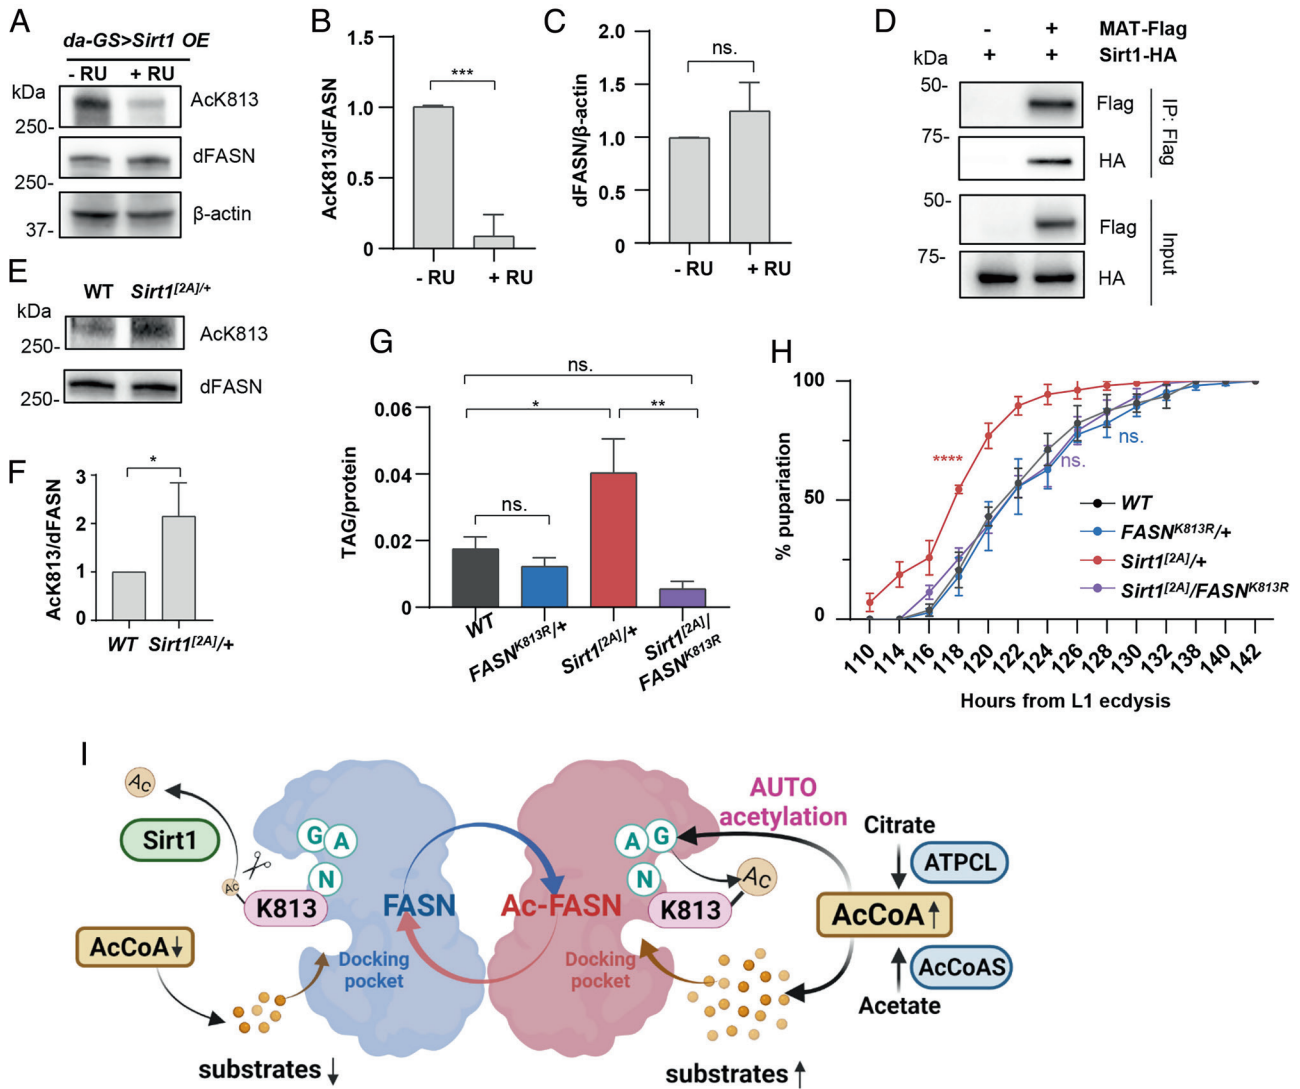 A
da-GS>Sirt1 OE
- RU + RU
kDa
AcK813
250-
dFASN
250-
β-actin
37-
B
AcK813/dFASN
1.5
1.0
0.5
0
***
- RU + RU
C
dFASN/β-actin
2.0
1.5
1.0
0.5
0
ns.
- RU + RU
D
- + MAT-Flag
+ + Sirt1-HA
kDa
50-
Flag
75-
HA
IP: Flag
50-
Flag
75-
HA
Input
E
WT Sirt1[2A]/+
kDa
AcK813
250-
dFASN
250-
F
AcK813/dFASN
3
2
1
0
*
WT Sirt1[2A]/+
G
TAG/protein
0.06
0.04
0.02
0
ns.
* **
ns.
WT
FASNK813R/+
Sirt1[2A]/+
Sirt1[2A]/
FASNK813R
H
% pupariation
100
50
0
****
ns.
ns.
WT
FASNK813R/+
Sirt1[2A]/+
Sirt1[2A]/FASNK813R
110 114 116 118 120 122 124 126 128 130 132 138 140 142
Hours from L1 ecdysis
I
Ac
Sirt1
Ac
K813
G A
N
FASN
AcCoA↓
Docking
pocket
substrates ↓
Ac-FASN
A G
N
K813
Ac
Docking
pocket
AUTO
acetylation
Citrate
ATPCL
AcCoA↑
AcCoAS
Acetate
substrates ↑